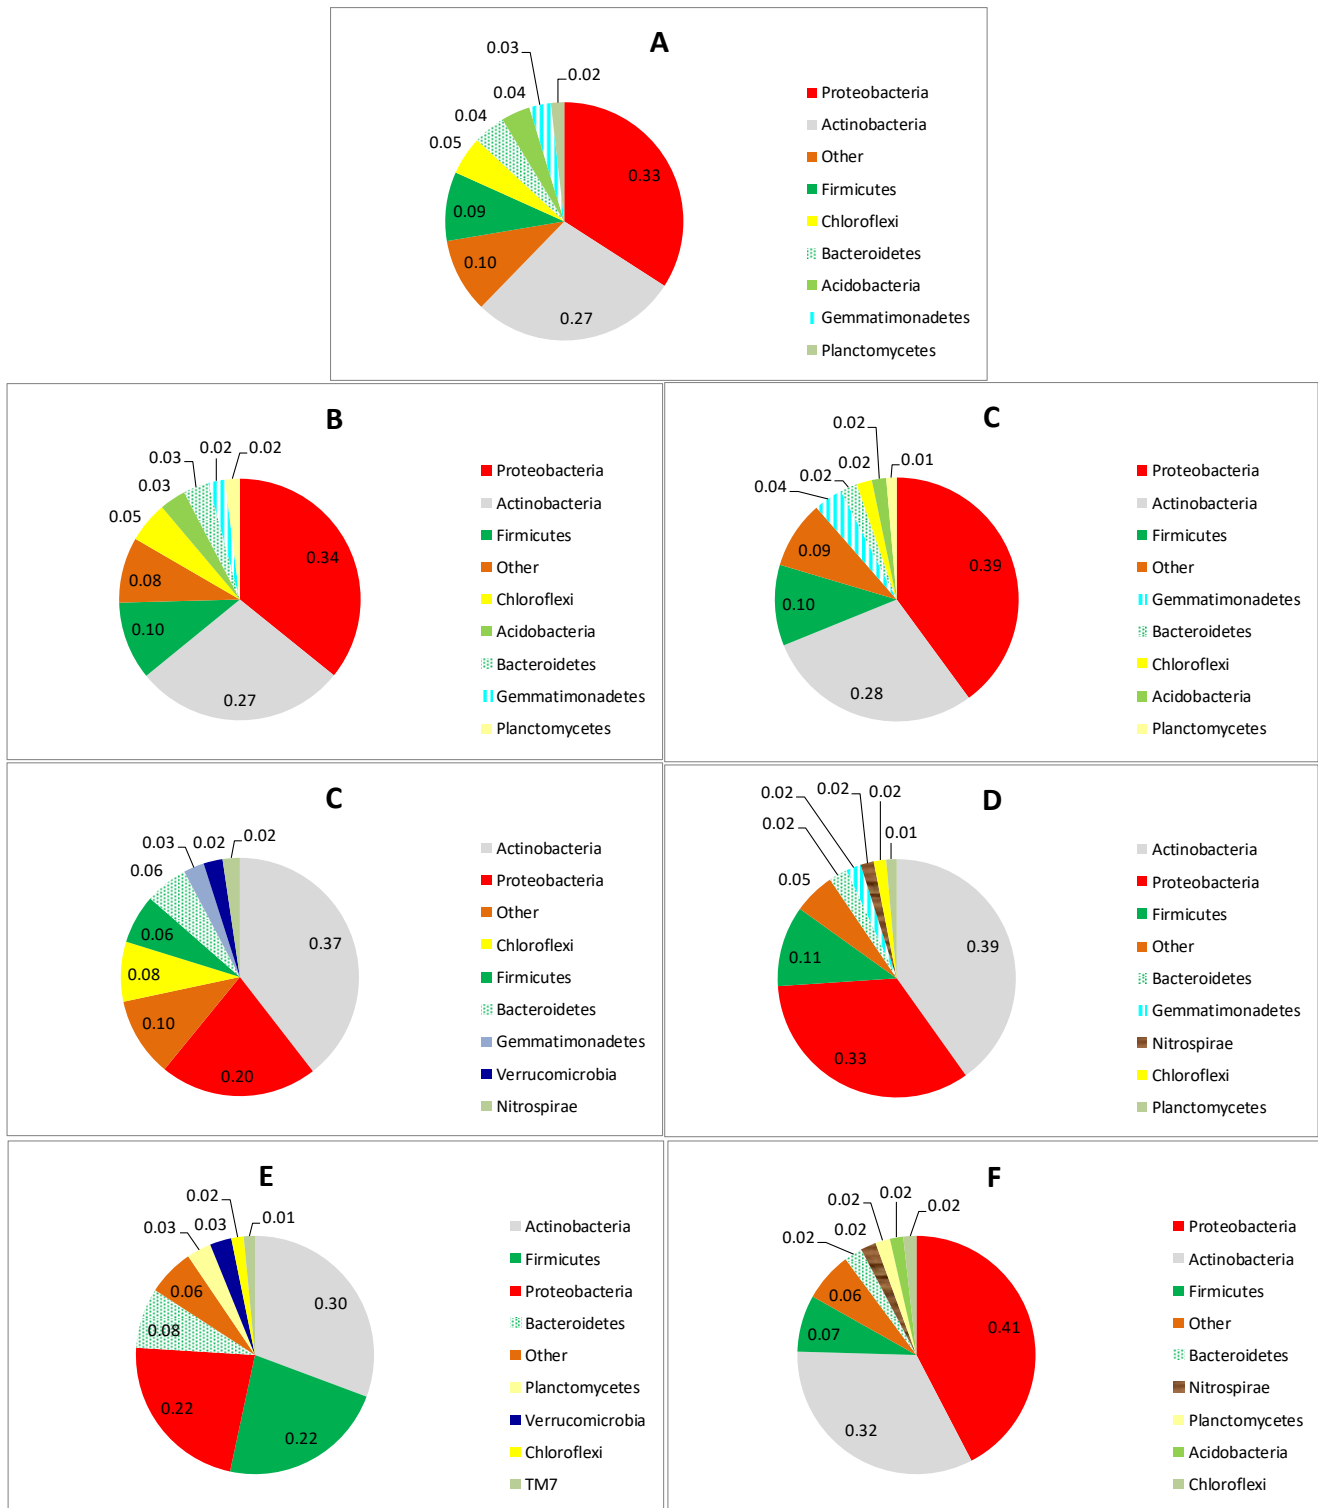 A
0.03
0.02
0.04
0.04
0.05
0.33
0.09
0.10
0.27
Proteobacteria
Actinobacteria
Other
Firmicutes
Chloroflexi
Bacteroidetes
Acidobacteria
Gemmatimonadetes
Planctomycetes
B
0.02
0.02
0.03
0.03
0.05
0.34
0.08
0.10
0.27
Proteobacteria
Actinobacteria
Firmicutes
Other
Chloroflexi
Acidobacteria
Bacteroidetes
Gemmatimonadetes
Planctomycetes
C
0.02
0.01
0.02
0.02
0.04
0.09
0.39
0.10
0.28
Proteobacteria
Actinobacteria
Firmicutes
Other
Gemmatimonadetes
Bacteroidetes
Chloroflexi
Acidobacteria
Planctomycetes
C
0.03
0.02
0.02
0.06
0.06
0.37
0.08
0.10
0.20
Actinobacteria
Proteobacteria
Other
Chloroflexi
Firmicutes
Bacteroidetes
Gemmatimonadetes
Verrucomicrobia
Nitrospirae
D
0.02
0.02
0.02
0.02
0.01
0.05
0.39
0.11
0.33
Actinobacteria
Proteobacteria
Firmicutes
Other
Bacteroidetes
Gemmatimonadetes
Nitrospirae
Chloroflexi
Planctomycetes
E
0.02
0.03
0.03
0.01
0.06
0.30
0.08
0.22
0.22
Actinobacteria
Firmicutes
Proteobacteria
Bacteroidetes
Other
Planctomycetes
Verrucomicrobia
Chloroflexi
TM7
F
0.02
0.02
0.02
0.02
0.02
0.06
0.41
0.07
0.32
Proteobacteria
Actinobacteria
Firmicutes
Other
Bacteroidetes
Nitrospirae
Planctomycetes
Acidobacteria
Chloroflexi